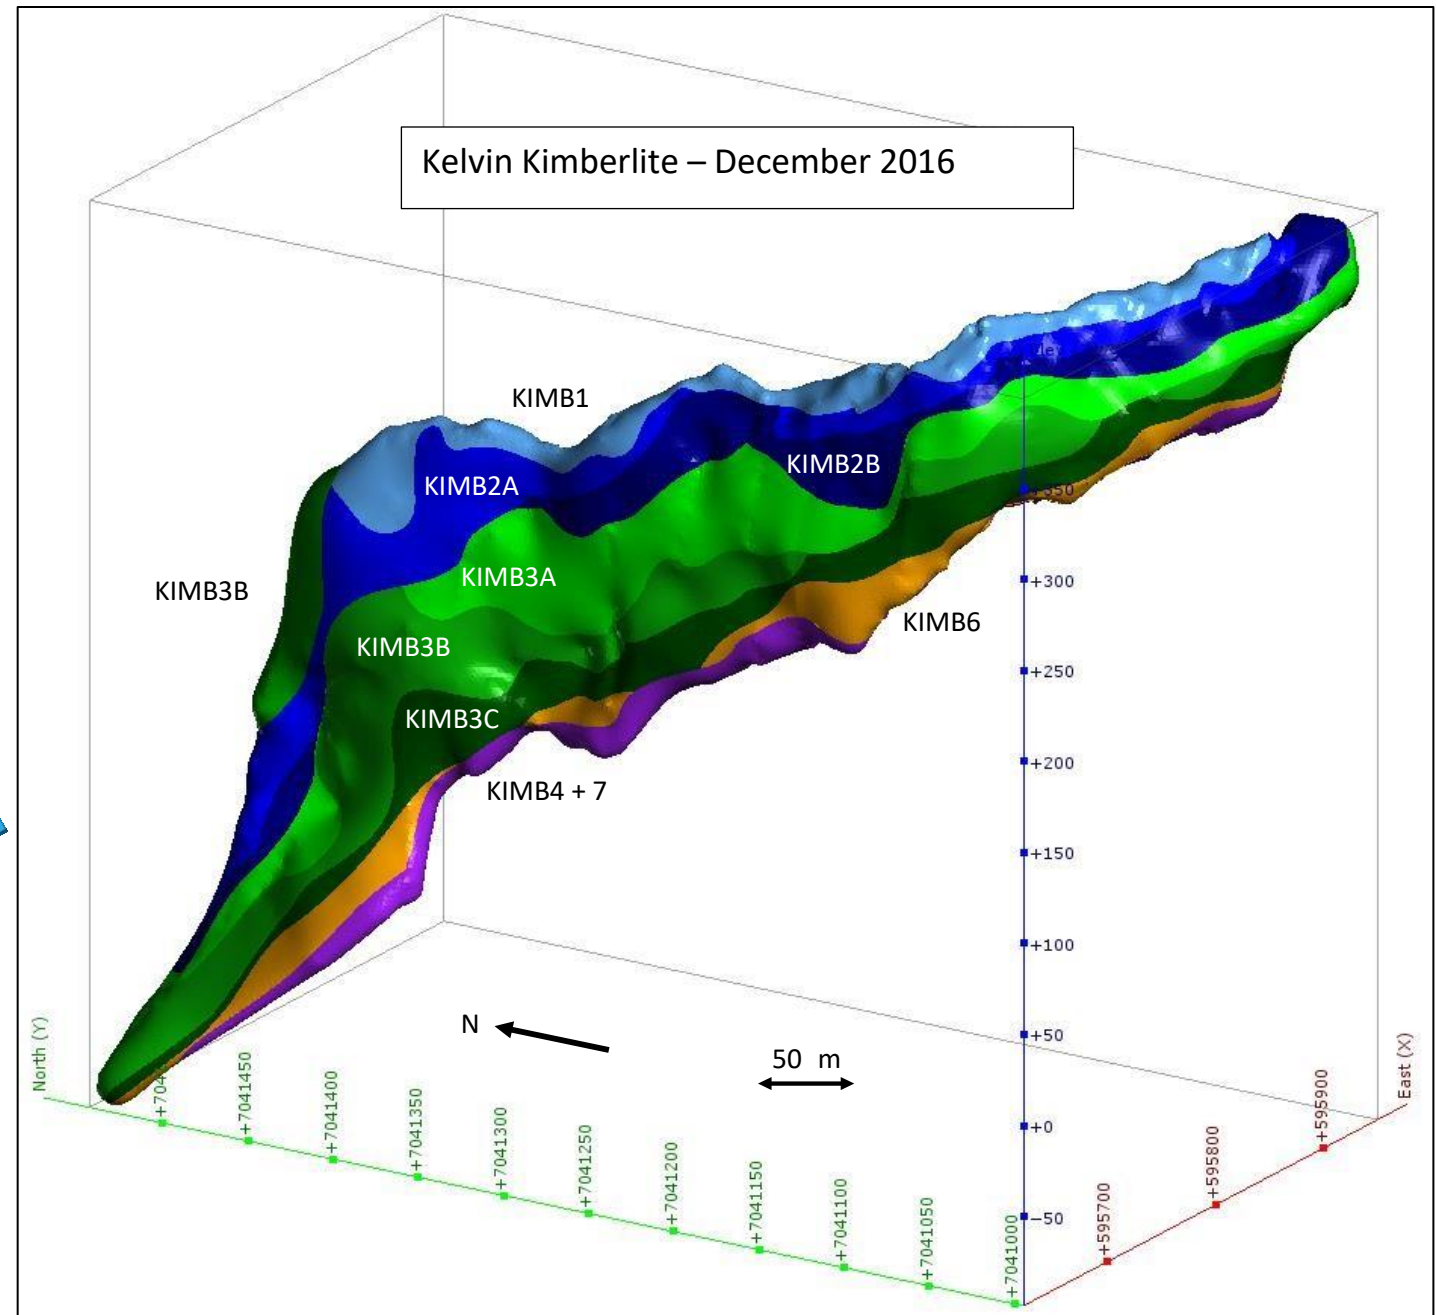 Kelvin Kimberlite – December 2016
KIMB1
KIMB2A
KIMB2B
KIMB3A
KIMB3B
KIMB3B
KIMB6
KIMB3C
KIMB4 + 7
+300
+250
+200
+150
+100
+50
+0
−50
N
50 m
North (Y)
+7041450
+7041400
+7041350
+7041300
+7041250
+7041200
+7041150
+7041100
+7041050
+7041000
+595700
+595800
+595900
East (X)